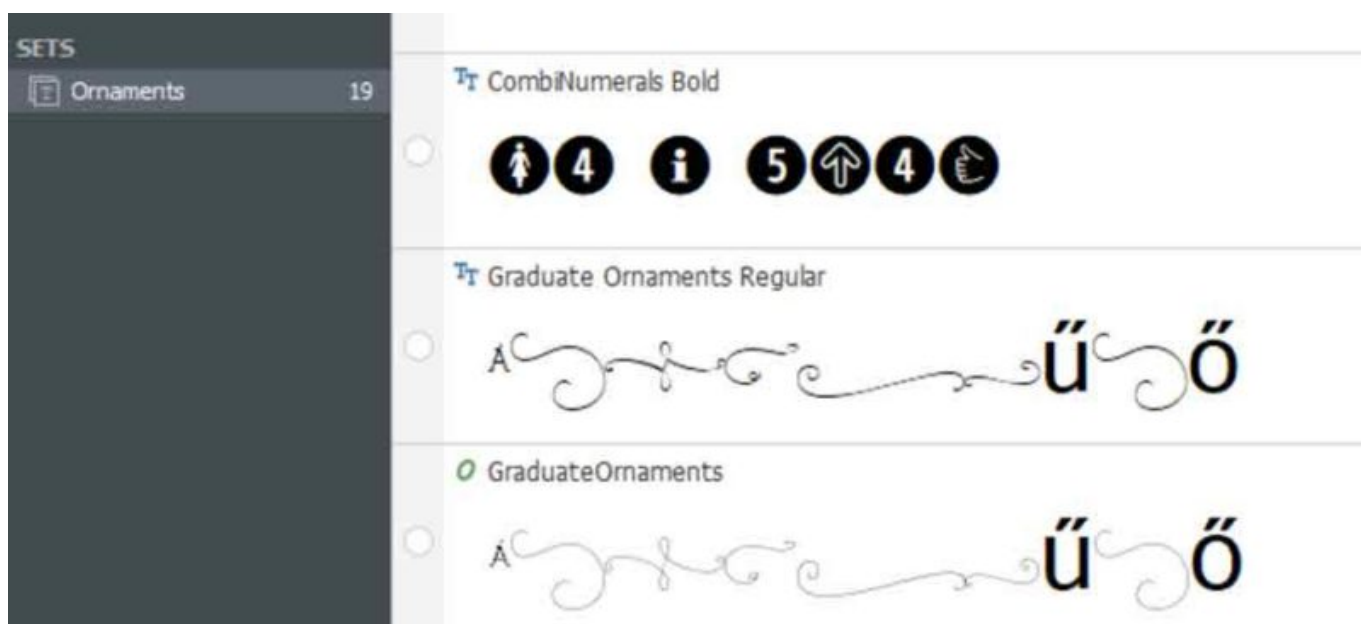 SETS
Ornaments 19
CombiNumerals Bold
4 i 5 4
Graduate Ornaments Regular
Á ű ő
GraduateOrnaments
Á ű ő